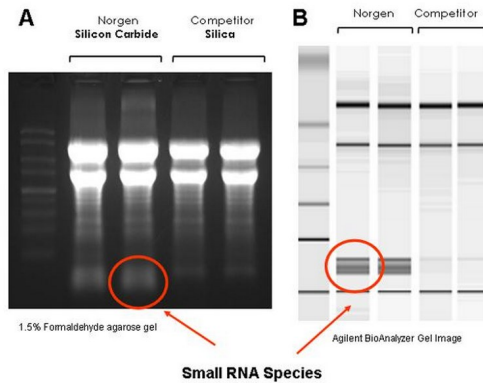 A
Norgen
Silicon Carbide
Competitor
Silica
B
Norgen
Competitor
1.5% Formaldehyde agarose gel
Agilent BioAnalyzer Gel Image
Small RNA Species